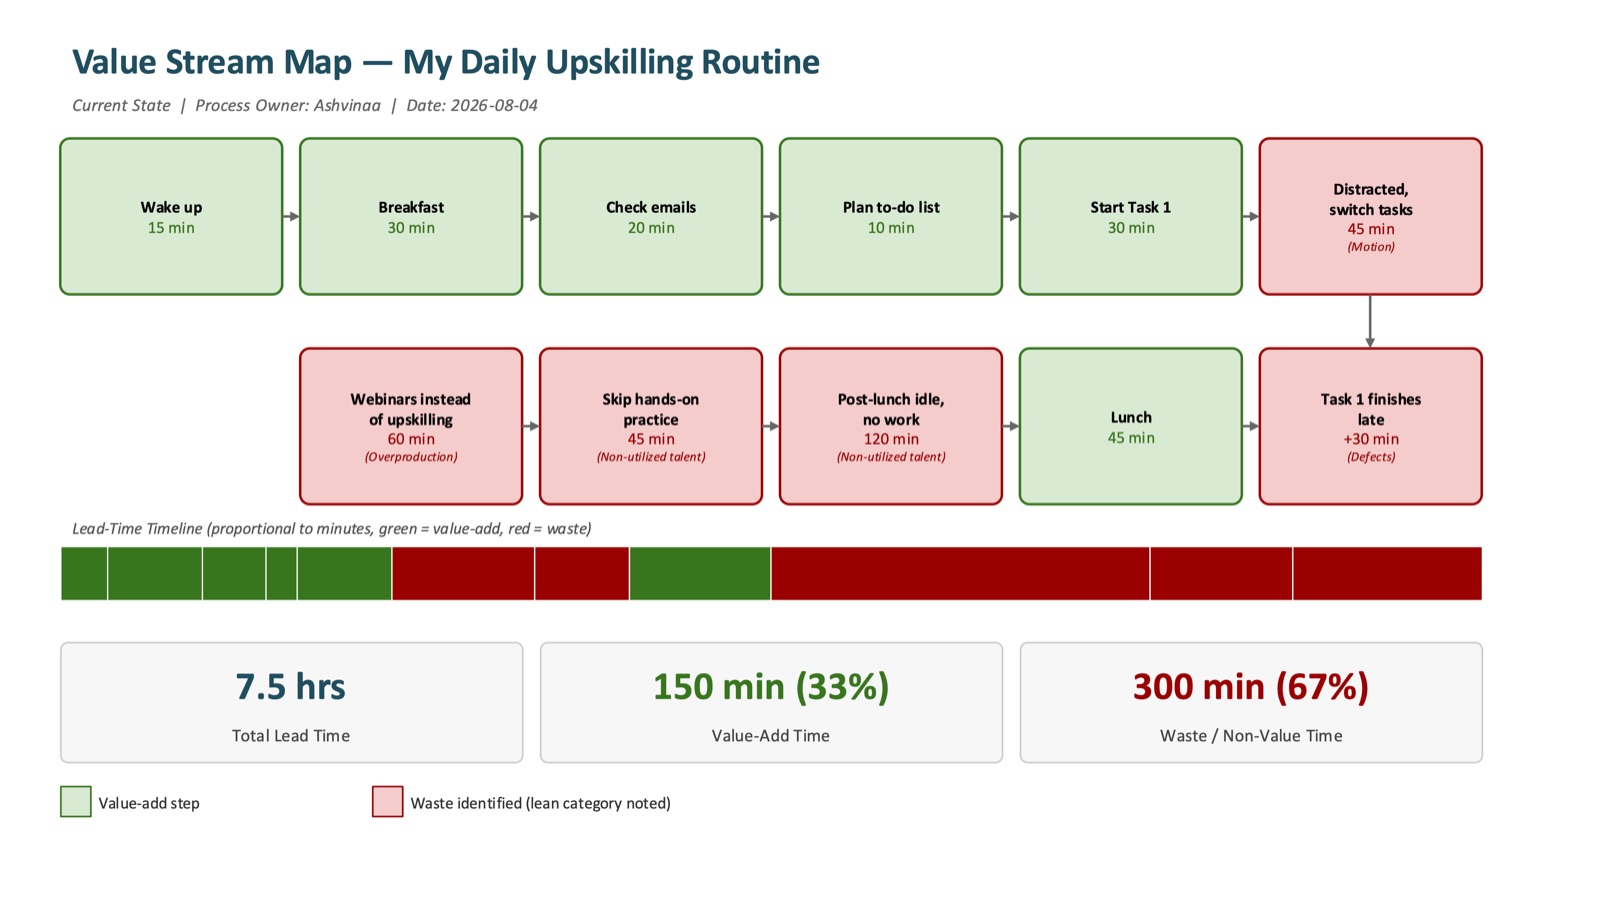 Value Stream Map — My Daily Upskilling Routine
Current State | Process Owner: Ashvinaa | Date: 2026-08-04
Wake up
15 min
Breakfast
30 min
Check emails
20 min
Plan to-do list
10 min
Start Task 1
30 min
Distracted,
switch tasks
45 min
(Motion)
Webinars instead
of upskilling
60 min
(Overproduction)
Skip hands-on
practice
45 min
(Non-utilized talent)
Post-lunch idle,
no work
120 min
(Non-utilized talent)
Lunch
45 min
Task 1 finishes
late
+30 min
(Defects)
Lead-Time Timeline (proportional to minutes, green = value-add, red = waste)
7.5 hrs
Total Lead Time
150 min (33%)
Value-Add Time
300 min (67%)
Waste / Non-Value Time
Value-add step
Waste identified (lean category noted)